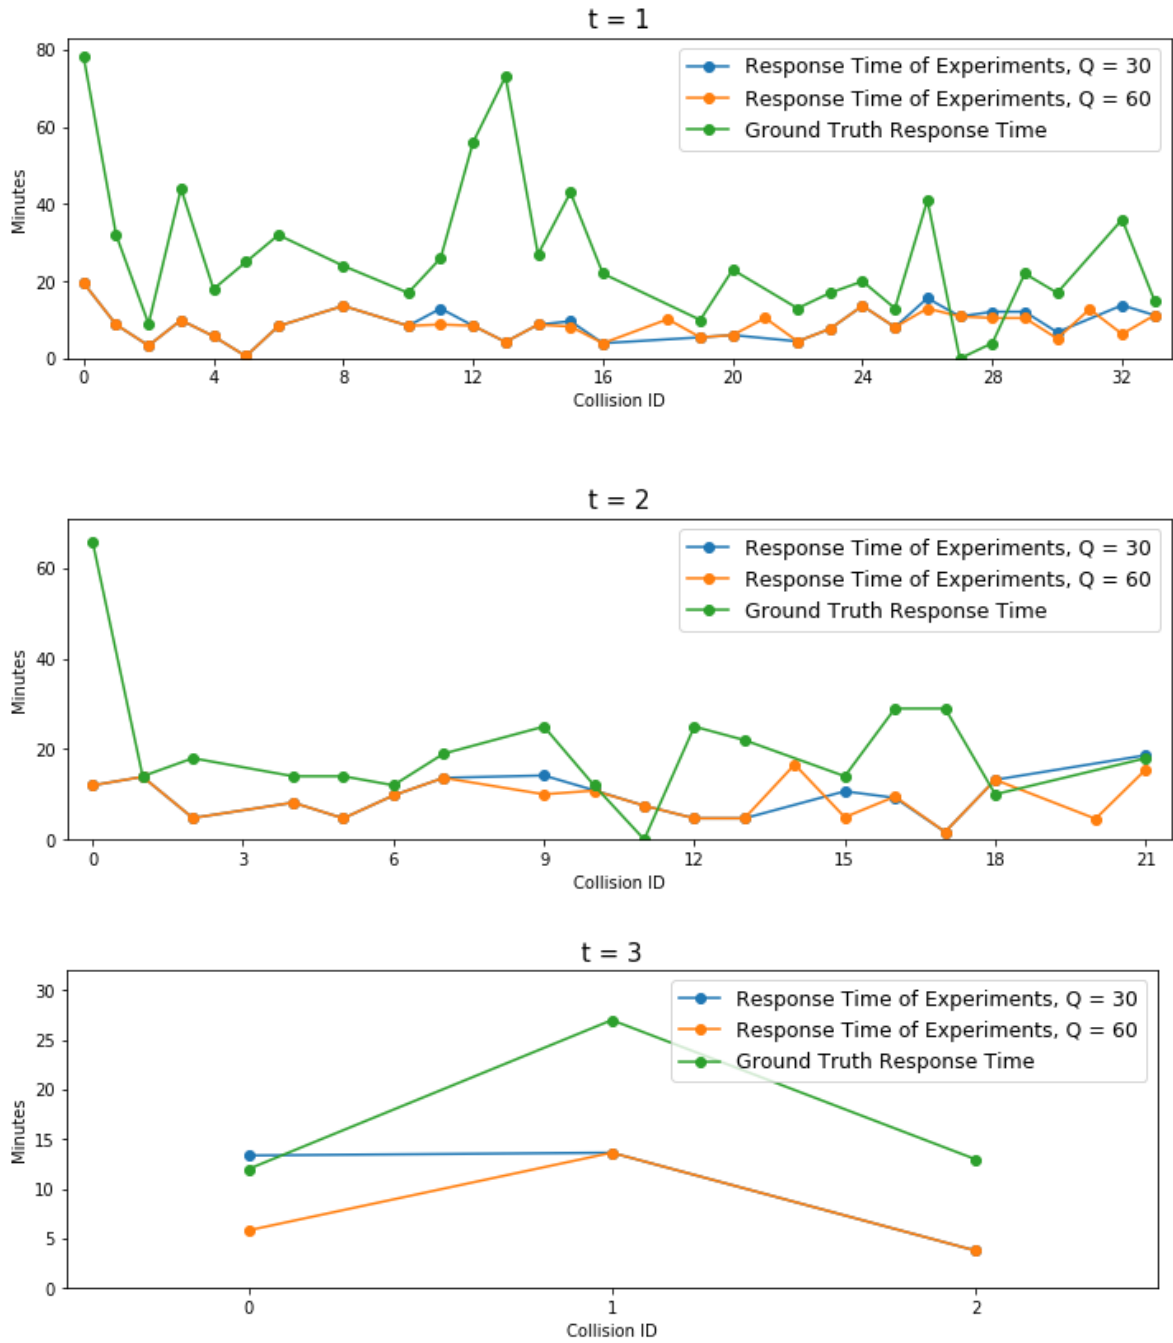 t = 1
80
60
40
20
0
Minutes
Response Time of Experiments, Q = 30
Response Time of Experiments, Q = 60
Ground Truth Response Time
0 4 8 12 16 20 24 28 32
Collision ID
t = 2
60
40
20
0
Minutes
Response Time of Experiments, Q = 30
Response Time of Experiments, Q = 60
Ground Truth Response Time
0 3 6 9 12 15 18 21
Collision ID
t = 3
30
25
20
15
10
5
0
Minutes
Response Time of Experiments, Q = 30
Response Time of Experiments, Q = 60
Ground Truth Response Time
0 1 2
Collision ID